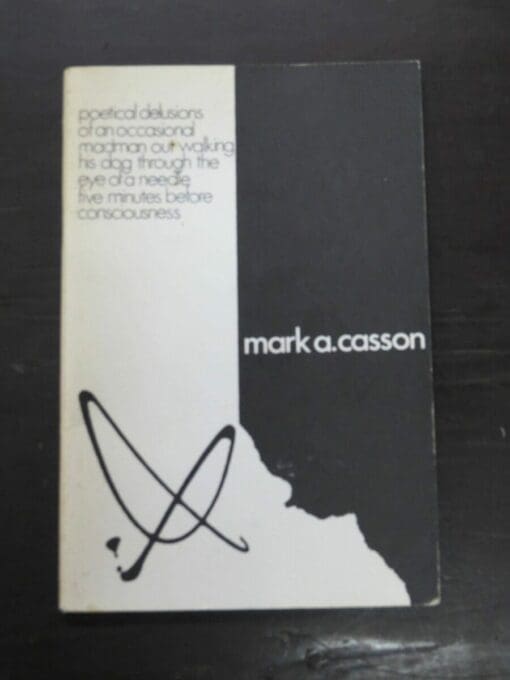 poetical delusions
of an occasional
madman out walking
his dog through the
eye of a needle
five minutes before
consciousness
mark a. casson